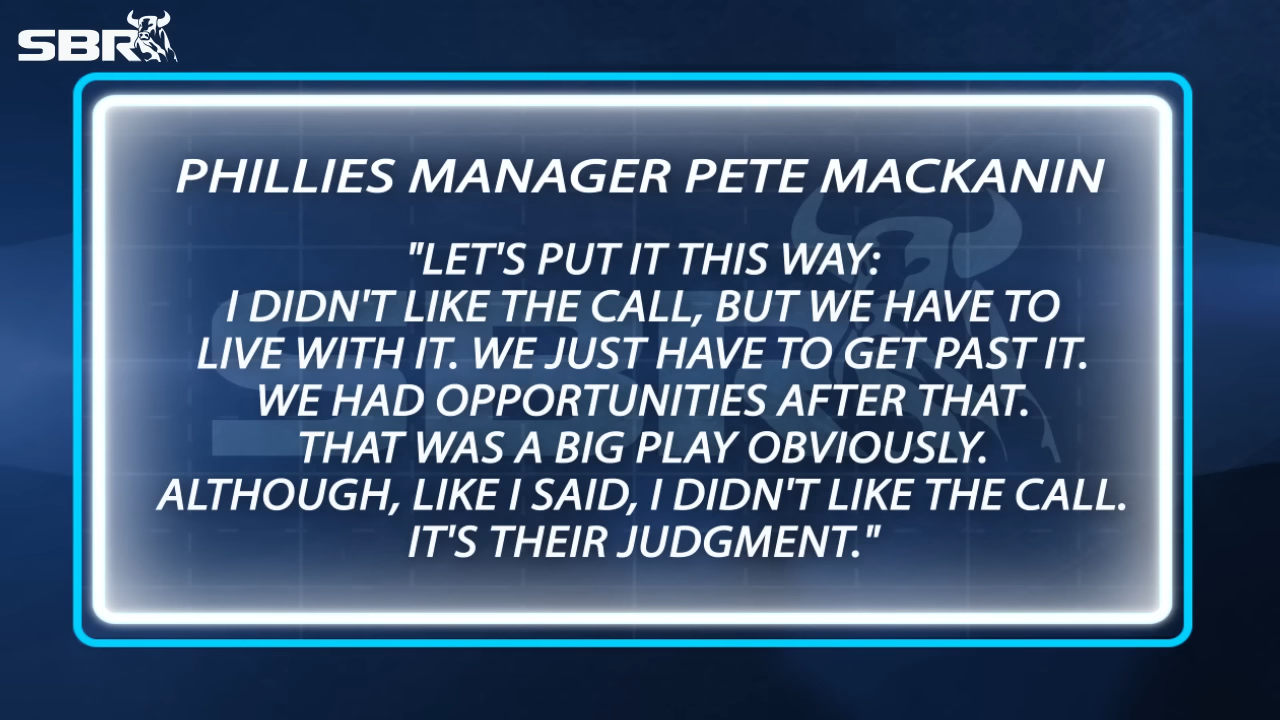 SBR
PHILLIES MANAGER PETE MACKANIN
"LET'S PUT IT THIS WAY:
I DIDN'T LIKE THE CALL, BUT WE HAVE TO
LIVE WITH IT. WE JUST HAVE TO GET PAST IT.
WE HAD OPPORTUNITIES AFTER THAT.
THAT WAS A BIG PLAY OBVIOUSLY.
ALTHOUGH, LIKE I SAID, I DIDN'T LIKE THE CALL.
IT'S THEIR JUDGMENT."
SBR